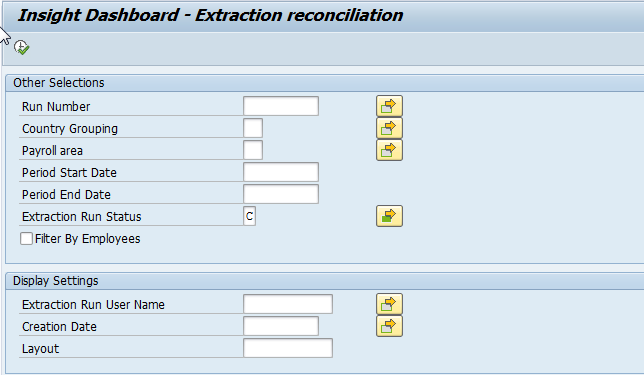 Insight Dashboard - Extraction reconciliation
Other Selections
Run Number
Country Grouping
Payroll area
Period Start Date
Period End Date
Extraction Run Status C
Filter By Employees
Display Settings
Extraction Run User Name
Creation Date
Layout